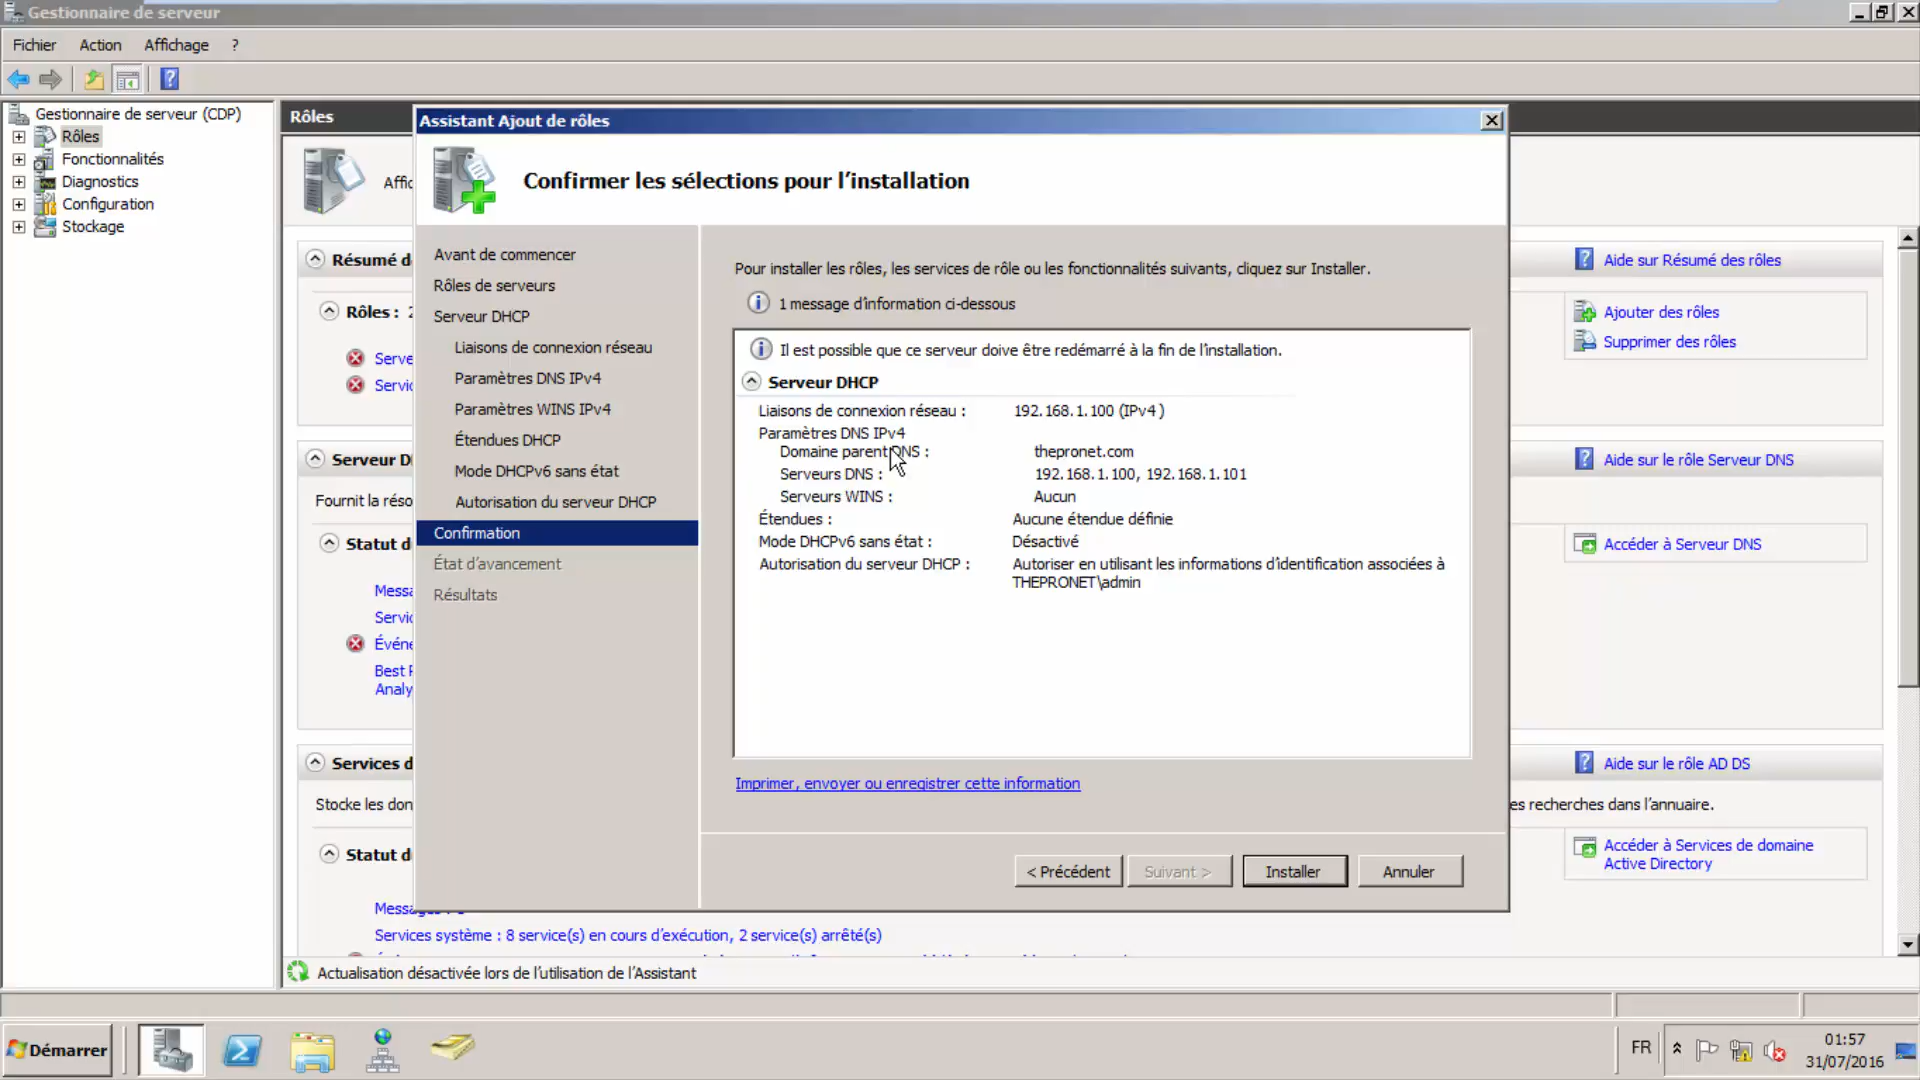 Gestionnaire de serveur
Fichier Action Affichage ?
Gestionnaire de serveur (CDP)
Rôles
Fonctionnalités
Diagnostics
Configuration
Stockage
Rôles
Assistant Ajout de rôles
Confirmer les sélections pour l'installation
Avant de commencer
Rôles de serveurs
Serveur DHCP
Liaisons de connexion réseau
Paramètres DNS IPv4
Paramètres WINS IPv4
Étendues DHCP
Mode DHCPv6 sans état
Autorisation du serveur DHCP
Confirmation
État d'avancement
Résultats
Pour installer les rôles, les services de rôle ou les fonctionnalités suivants, cliquez sur Installer.
1 message d'information ci-dessous
Il est possible que ce serveur doive être redémarré à la fin de l'installation.
Serveur DHCP
Liaisons de connexion réseau : 192.168.1.100 (IPv4)
Paramètres DNS IPv4
Domaine parent DNS : thepronet.com
Serveurs DNS : 192.168.1.100, 192.168.1.101
Serveurs WINS : Aucun
Étendues : Aucune étendue définie
Mode DHCPv6 sans état : Désactivé
Autorisation du serveur DHCP : Autoriser en utilisant les informations d'identification associées à
THEPRONET\admin
Imprimer, envoyer ou enregistrer cette information
< Précédent Suivant > Installer Annuler
Affic
Résumé d
Rôles : 2
Serve
Servic
Serveur D
Fournit la réso
Statut d
Messa
Servic
Événe
Best P
Analy
Services d
Stocke les don
Statut d
Services système : 8 service(s) en cours d'exécution, 2 service(s) arrêté(s)
Aide sur Résumé des rôles
Ajouter des rôles
Supprimer des rôles
Aide sur le rôle Serveur DNS
Accéder à Serveur DNS
Aide sur le rôle AD DS
es recherches dans l'annuaire.
Accéder à Services de domaine
Active Directory
Actualisation désactivée lors de l'utilisation de l'Assistant
Démarrer
FR
01:57
31/07/2016